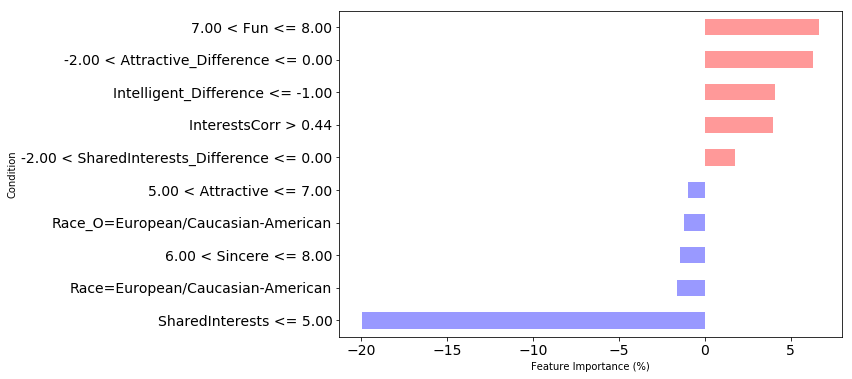 7.00 < Fun <= 8.00
-2.00 < Attractive_Difference <= 0.00
Intelligent_Difference <= -1.00
InterestsCorr > 0.44
-2.00 < SharedInterests_Difference <= 0.00
5.00 < Attractive <= 7.00
Race_O=European/Caucasian-American
6.00 < Sincere <= 8.00
Race=European/Caucasian-American
SharedInterests <= 5.00
Condition
−20 −15 −10 −5 0 5
Feature Importance (%)